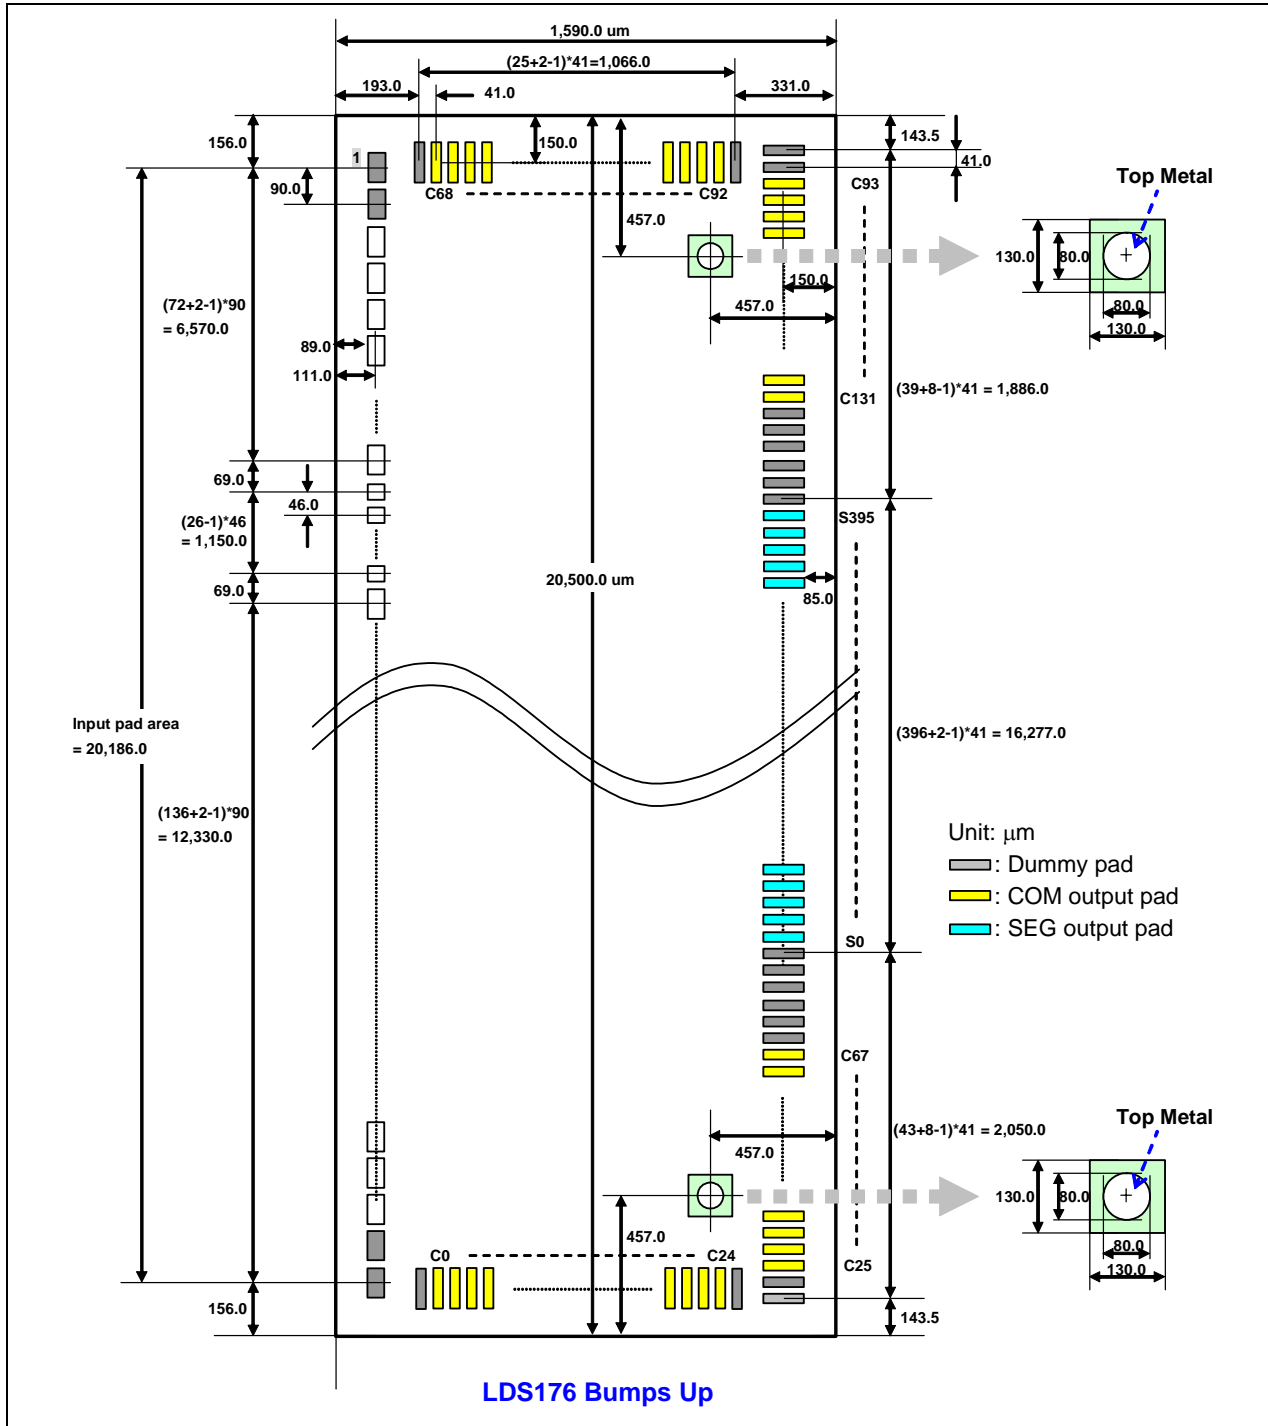 1,590.0 um
(25+2-1)*41=1,066.0
193.0
41.0
331.0
156.0
1
150.0
143.5
41.0
90.0
C68
C92
C93
457.0
Top Metal
130.0
80.0
150.0
80.0
130.0
457.0
(72+2-1)*90
= 6,570.0
89.0
111.0
C131
(39+8-1)*41 = 1,886.0
69.0
46.0
(26-1)*46
= 1,150.0
S395
69.0
20,500.0 um
85.0
Input pad area
= 20,186.0
(396+2-1)*41 = 16,277.0
(136+2-1)*90
= 12,330.0
Unit: μm
: Dummy pad
: COM output pad
: SEG output pad
S0
C67
(43+8-1)*41 = 2,050.0
Top Metal
457.0
130.0
80.0
457.0
C0
C24
C25
80.0
130.0
156.0
143.5
LDS176 Bumps Up